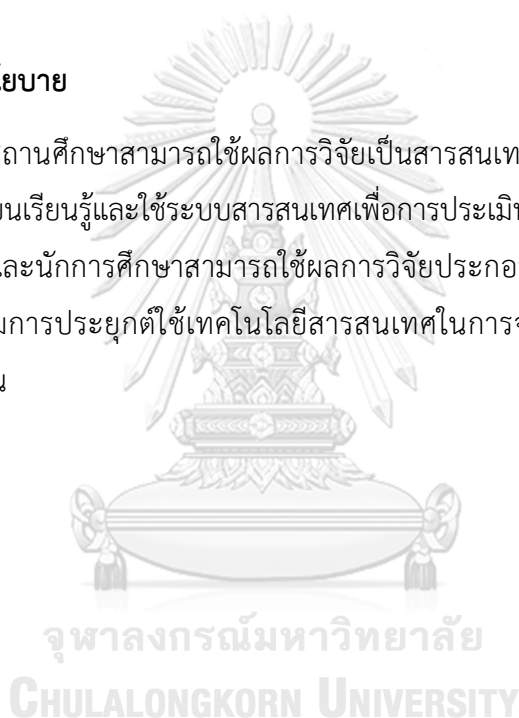 โยบาย
สถานศึกษาสามารถใช้ผลการวิจัยเป็นสารสนเท
ยนเรียนรู้และใช้ระบบสารสนเทศเพื่อการประเมิน
และนักการศึกษาสามารถใช้ผลการวิจัยประกอ
มการประยุกต์ใช้เทคโนโลยีสารสนเทศในการจ
น
จุฬาลงกรณ์มหาวิทยาลัย
CHULALONGKORN UNIVERSITY